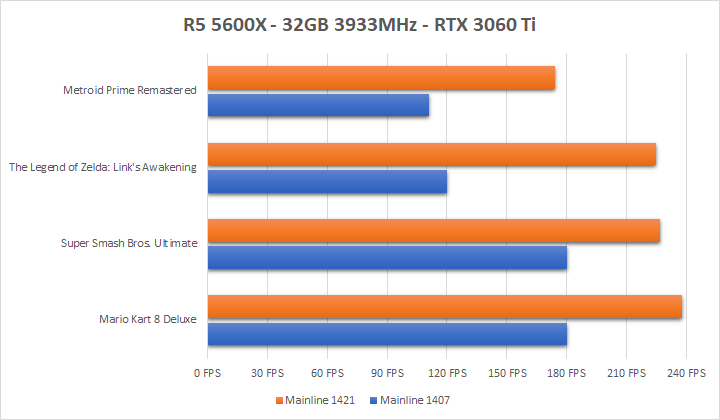 R5 5600X - 32GB 3933MHz - RTX 3060 Ti
Metroid Prime Remastered
The Legend of Zelda: Link's Awakening
Super Smash Bros. Ultimate
Mario Kart 8 Deluxe
0 FPS 30 FPS 60 FPS 90 FPS 120 FPS 150 FPS 180 FPS 210 FPS 240 FPS
Mainline 1421 Mainline 1407